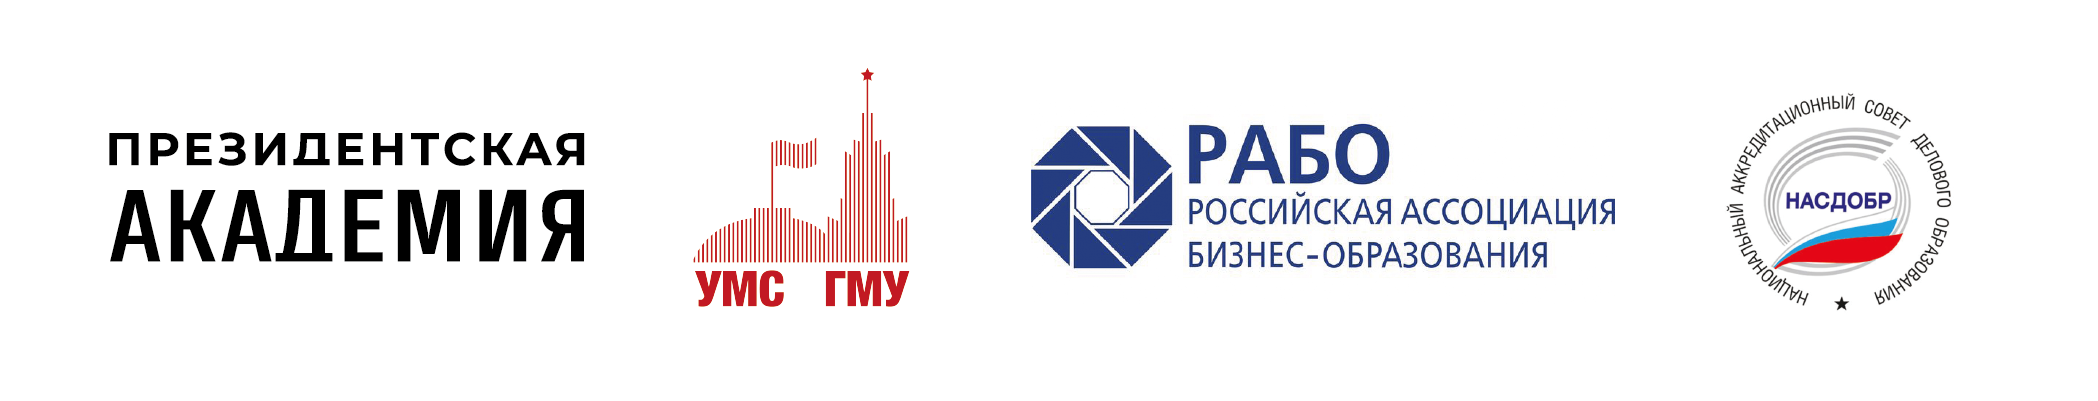 ПРЕЗИДЕНТСКАЯ
АКАДЕМИЯ
УМС ГМУ
РАБО
РОССИЙСКАЯ АССОЦИАЦИЯ
БИЗНЕС-ОБРАЗОВАНИЯ
НАЦИОНАЛЬНЫЙ АККРЕДИТАЦИОННЫЙ СОВЕТ ДЕЛОВОГО ОБРАЗОВАНИЯ
НАСДОБР